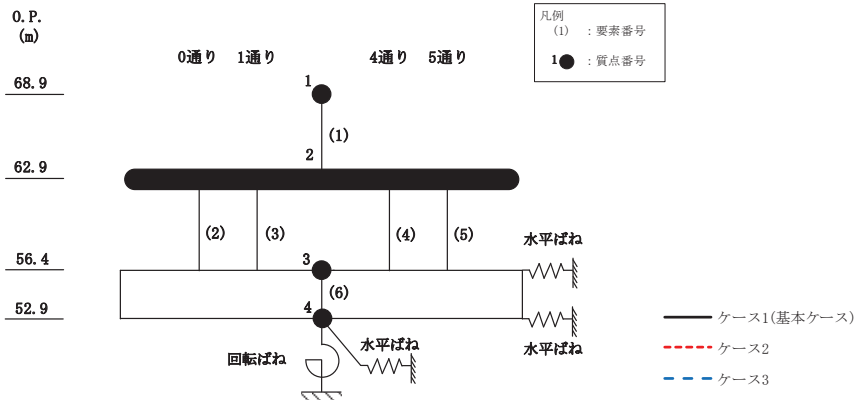 O.P.
(m)
0通り 1通り 4通り 5通り
凡例
(1) : 要素番号
1 : 質点番号
68.9
1
(1)
62.9
2
(2) (3) (4) (5)
水平ばね
56.4
3
(6)
52.9
4
水平ばね
回転ばね
水平ばね
ケース1(基本ケース)
ケース2
ケース3